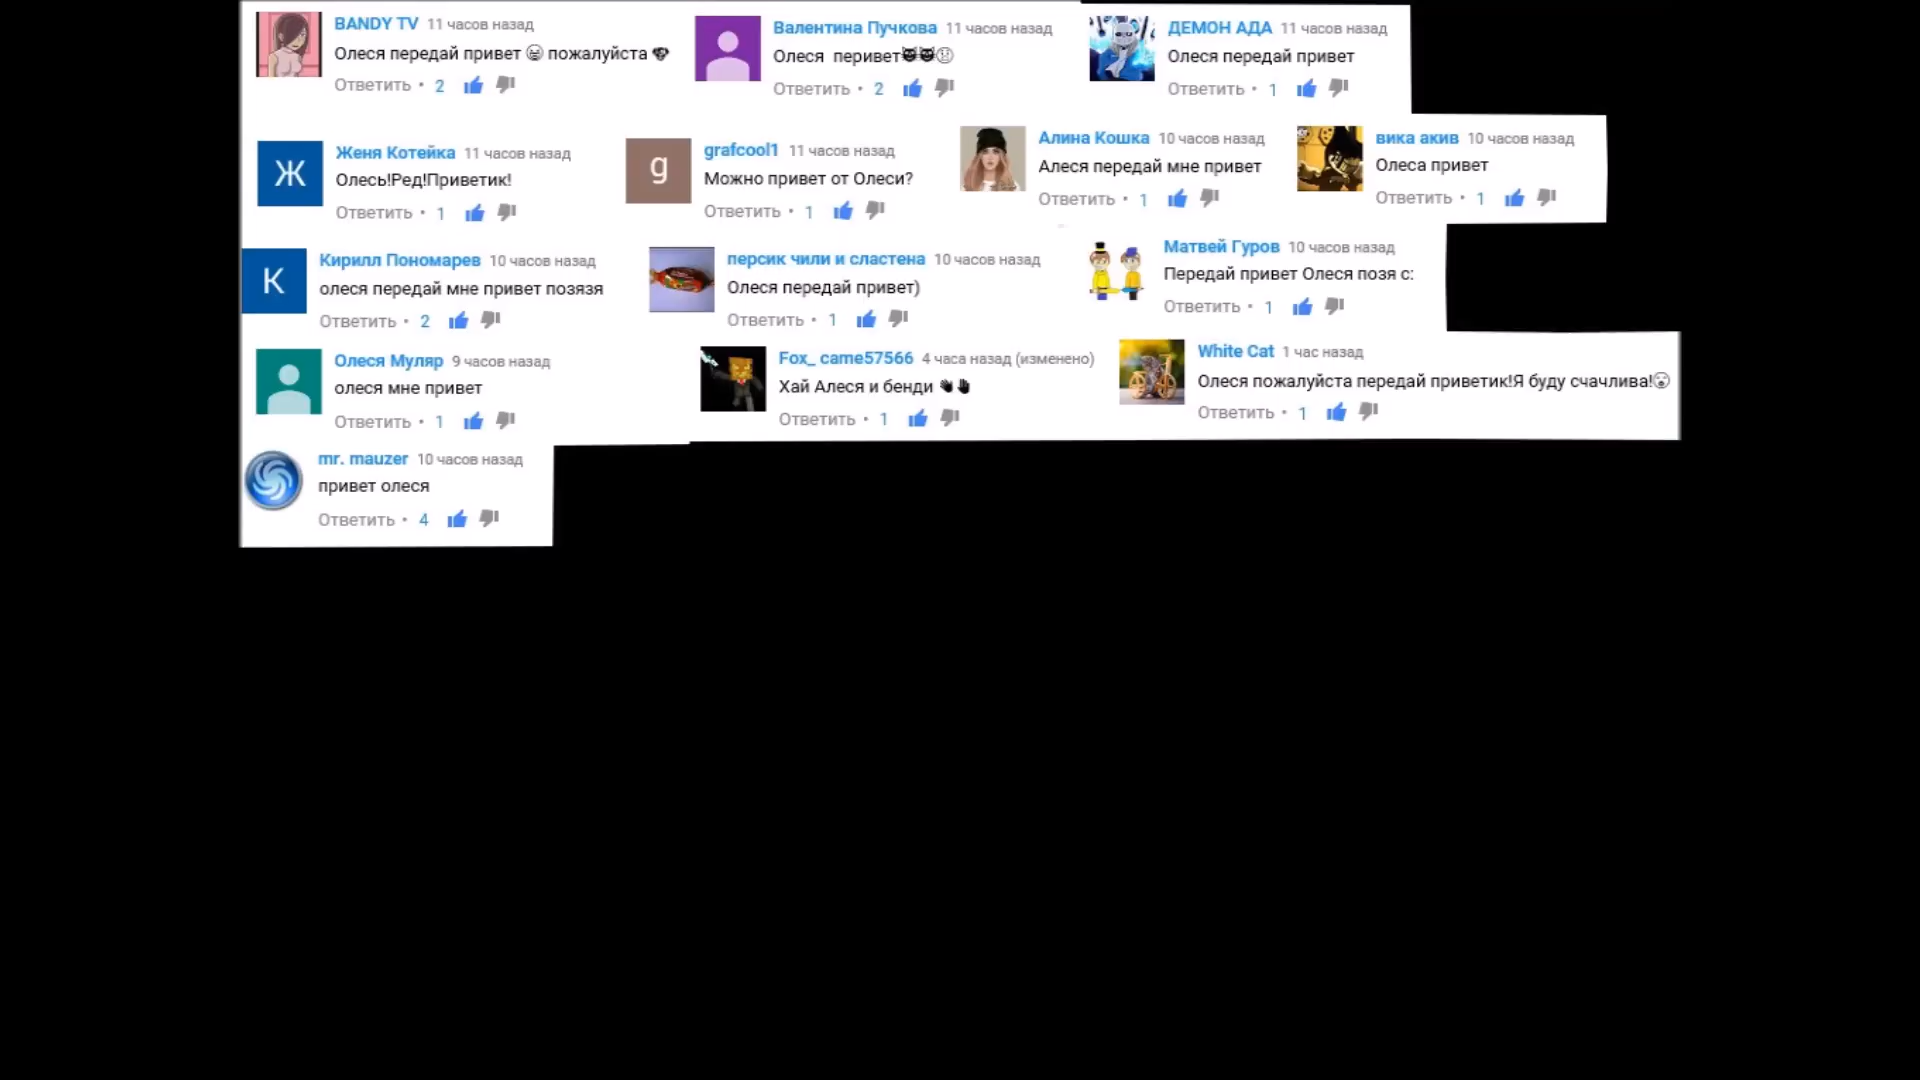 BANDY TV 11 часов назад
Олеся передай привет пожалуйста
Ответить • 2
Валентина Пучкова 11 часов назад
Олеся перивет
Ответить • 2
ДЕМОН АДА 11 часов назад
Олеся передай привет
Ответить • 1
Ж
Женя Котейка 11 часов назад
Олесь!Ред!Приветик!
Ответить • 1
g
grafcool1 11 часов назад
Можно привет от Олеси?
Ответить • 1
Алина Кошка 10 часов назад
Алеся передай мне привет
Ответить • 1
вика акив 10 часов назад
Олеса привет
Ответить • 1
К
Кирилл Пономарев 10 часов назад
олеся передай мне привет позязя
Ответить • 2
персик чили и сластена 10 часов назад
Олеся передай привет)
Ответить • 1
Матвей Гуров 10 часов назад
Передай привет Олеся позя с:
Ответить • 1
Олеся Муляр 9 часов назад
олеся мне привет
Ответить • 1
Fox_ came57566 4 часа назад (изменено)
Хай Алеся и бенди
Ответить • 1
White Cat 1 час назад
Олеся пожалуйста передай приветик!Я буду счачлива!
Ответить • 1
mr. mauzer 10 часов назад
привет олеся
Ответить • 4